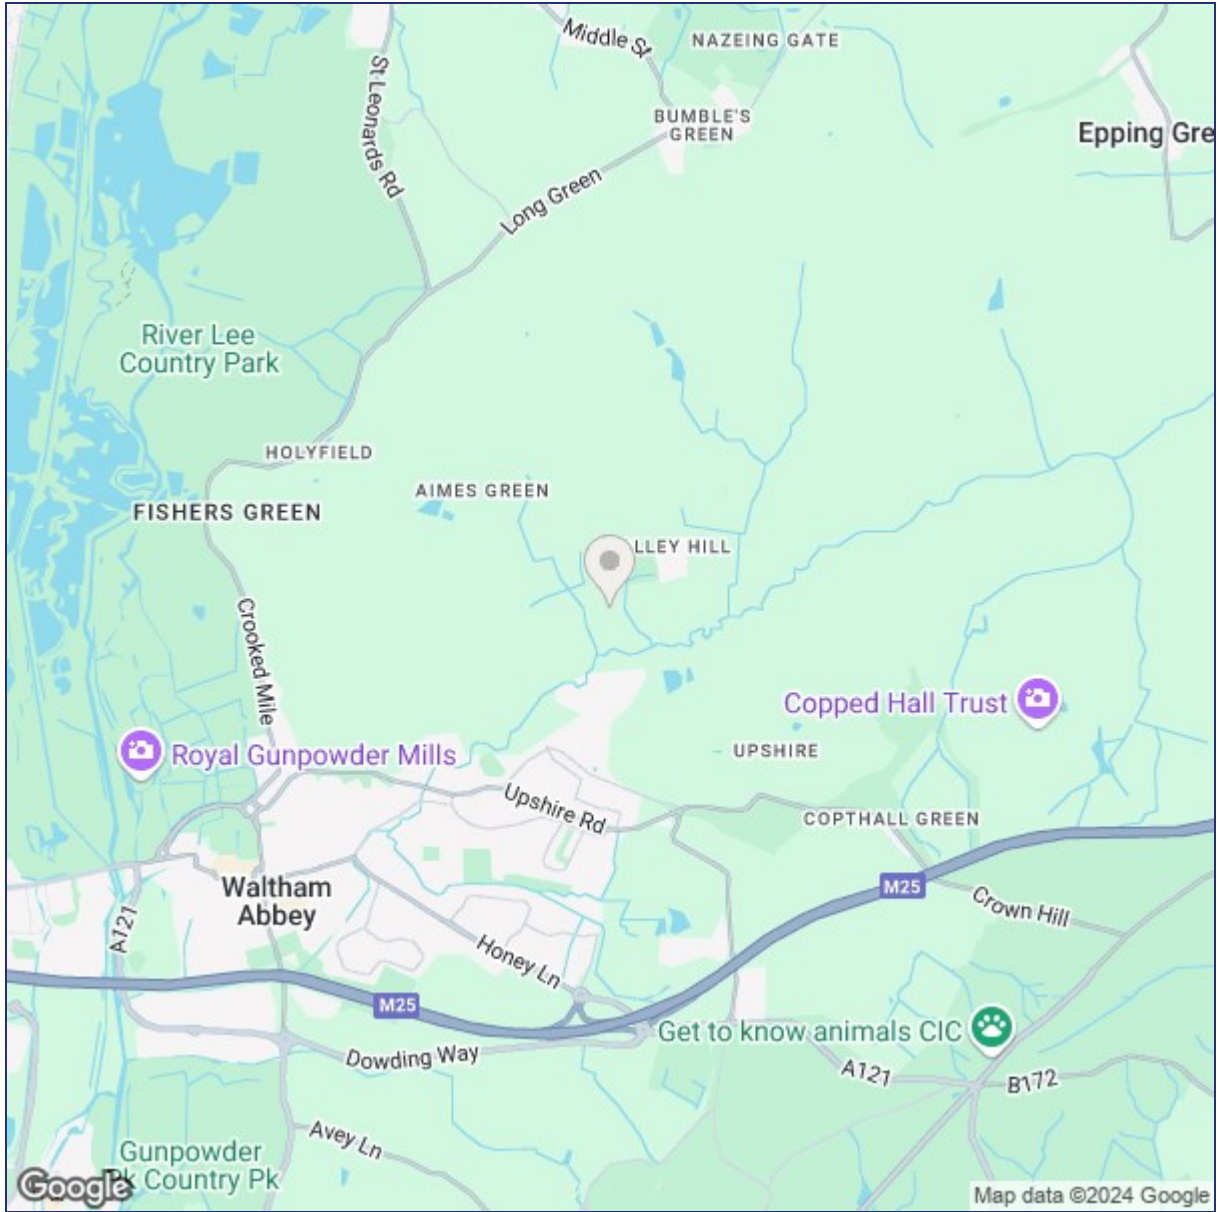 Middle St
NAZEING GATE
St Leonards Rd
BUMBLE'S
GREEN
Epping Gre
Long Green
River Lee
Country Park
HOLYFIELD
AIMES GREEN
FISHERS GREEN
LLEY HILL
Crooked Mile
Copped Hall Trust
Royal Gunpowder Mills
UPSHIRE
Upshire Rd
COPTHALL GREEN
Waltham
Abbey
M25
Crown Hill
A121
Honey Ln
M25
Get to know animals CIC
Dowding Way
A121
B172
Avey Ln
Gunpowder
Pk Country Pk
Google
Map data ©2024 Google